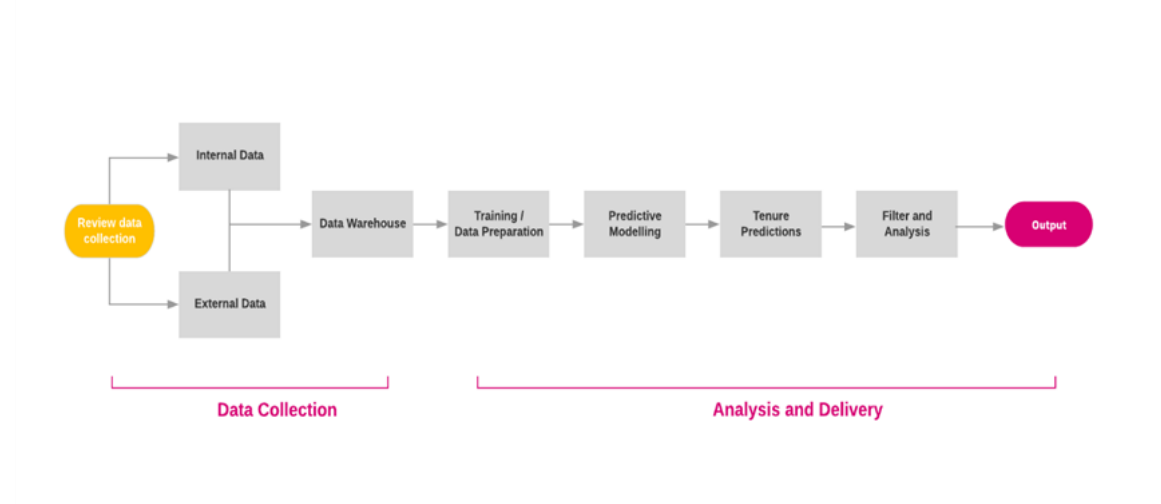 Internal Data
Review data
collection
External Data
Data Warehouse
Training /
Data Preparation
Predictive
Modelling
Tenure
Predictions
Filter and
Analysis
Output
Data Collection
Analysis and Delivery